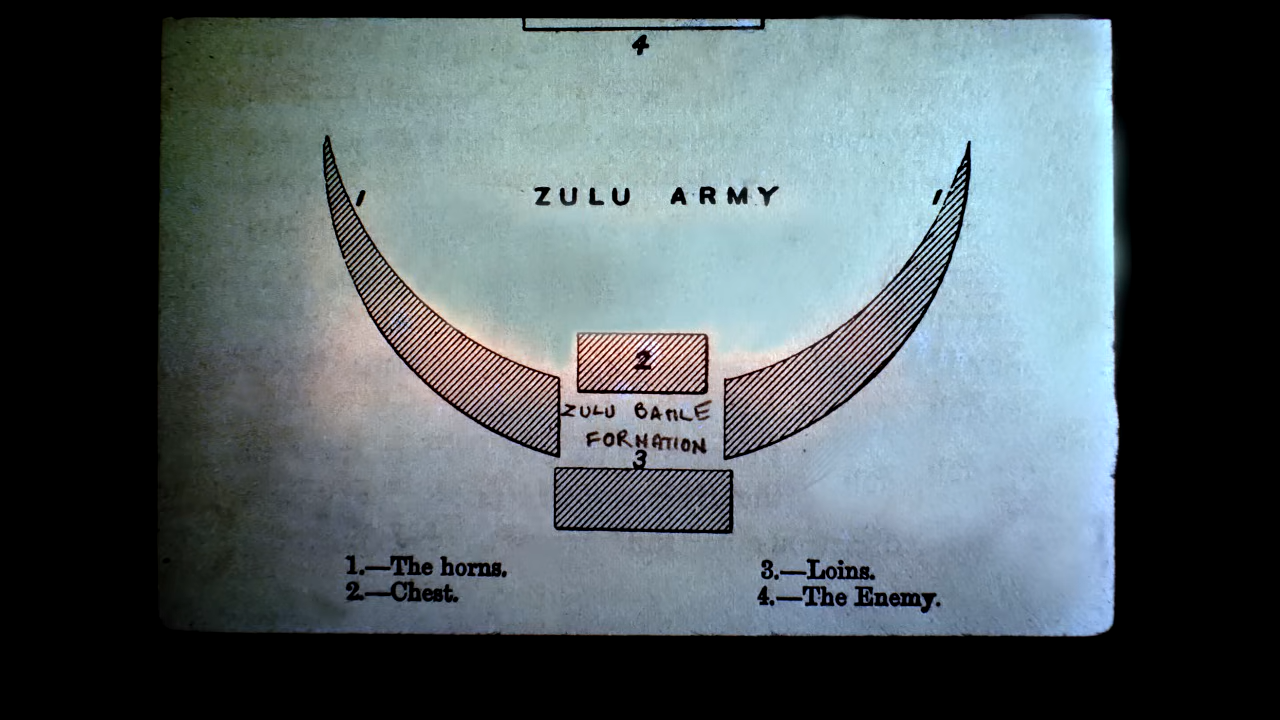 4
1 ZULU ARMY 1
2
ZULU BATTLE
FORMATION
3
1.—The horns.
2.—Chest.
3.—Loins.
4.—The Enemy.